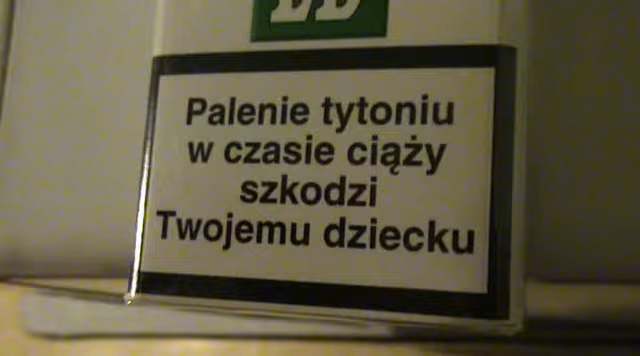 Palenie tytoniu
w czasie ciąży
szkodzi
Twojemu dziecku